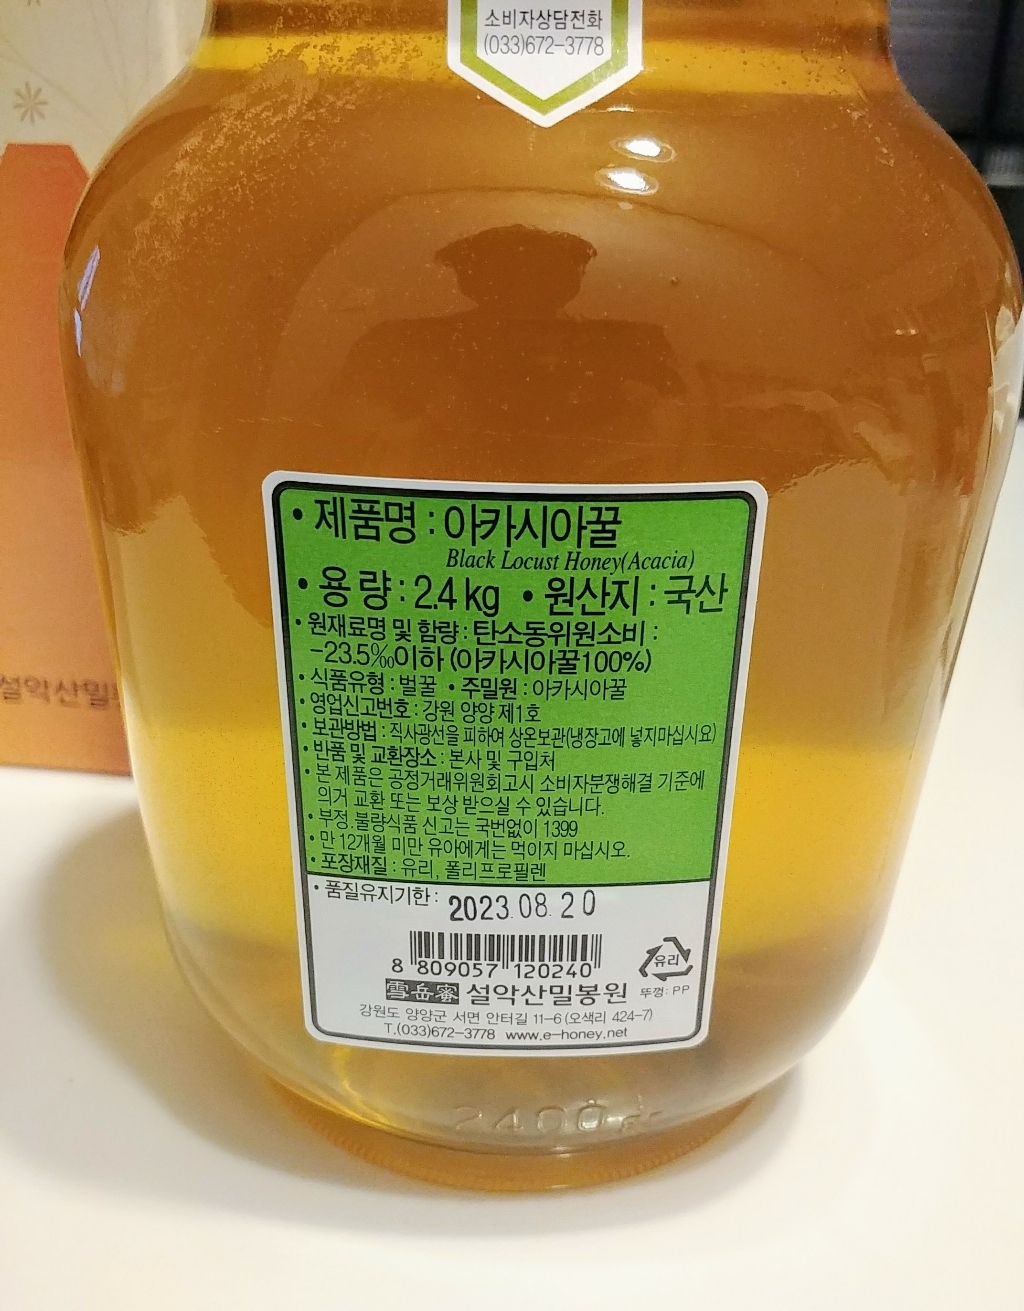 소비자상담전화
(033)672-3778
• 제품명 : 아카시아꿀
Black Locust Honey(Acacia)
• 용 량 : 2.4 kg • 원산지 : 국산
• 원재료명 및 함량 : 탄소동위원소비 :
-23.5‰이하 (아카시아꿀100%)
• 식품유형 : 벌꿀 • 주밀원 : 아카시아꿀
• 영업신고번호 : 강원 양양 제1호
• 보관방법 : 직사광선을 피하여 상온보관(냉장고에 넣지마십시요)
• 반품 및 교환장소 : 본사 및 구입처
• 본 제품은 공정거래위원회고시 소비자분쟁해결 기준에
의거 교환 또는 보상 받으실 수 있습니다.
• 부정.불량식품 신고는 국번없이 1399
• 만 12개월 미만 유아에게는 먹이지 마십시오.
• 포장재질 : 유리, 폴리프로필렌
• 품질유지기한 : 2023.08.20
8 809057 120240
유리
뚜껑: PP
雪岳蜜 설악산밀봉원
강원도 양양군 서면 안터길 11-6 (오색리 424-7)
T.(033)672-3778 www.e-honey.net
2400
설악산밀